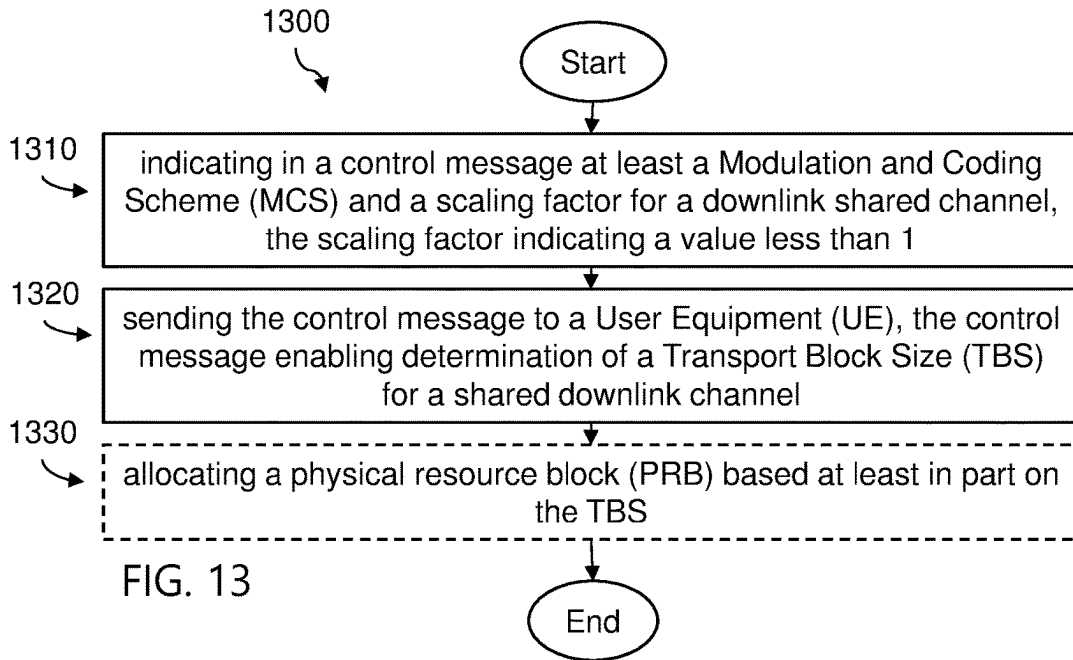 1300
Start
1310
indicating in a control message at least a Modulation and Coding
Scheme (MCS) and a scaling factor for a downlink shared channel,
the scaling factor indicating a value less than 1
1320
sending the control message to a User Equipment (UE), the control
message enabling determination of a Transport Block Size (TBS)
for a shared downlink channel
1330
allocating a physical resource block (PRB) based at least in part on
the TBS
FIG. 13
End